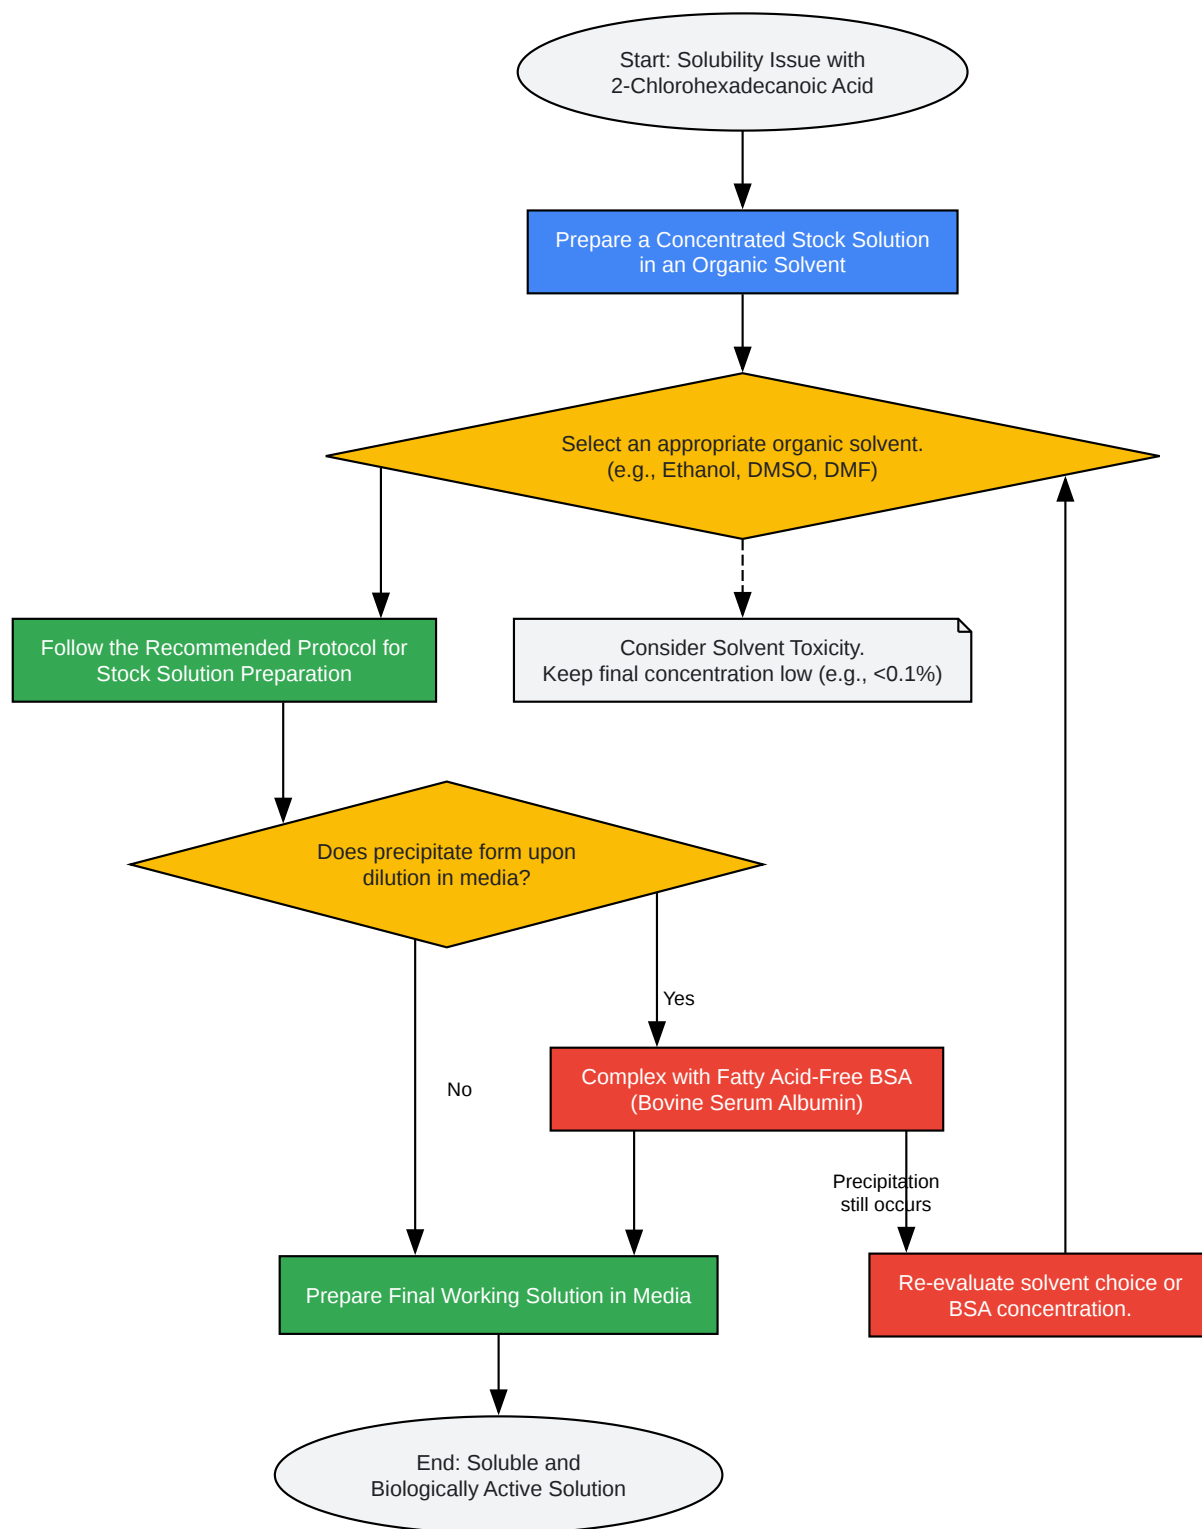 Start: Solubility Issue with
2-Chlorohexadecanoic Acid
Prepare a Concentrated Stock Solution
in an Organic Solvent
Select an appropriate organic solvent.
(e.g., Ethanol, DMSO, DMF)
Follow the Recommended Protocol for
Stock Solution Preparation
Consider Solvent Toxicity.
Keep final concentration low (e.g., <0.1%)
Does precipitate form upon
dilution in media?
Yes
No
Complex with Fatty Acid-Free BSA
(Bovine Serum Albumin)
Precipitation
still occurs
Prepare Final Working Solution in Media
Re-evaluate solvent choice or
BSA concentration.
End: Soluble and
Biologically Active Solution